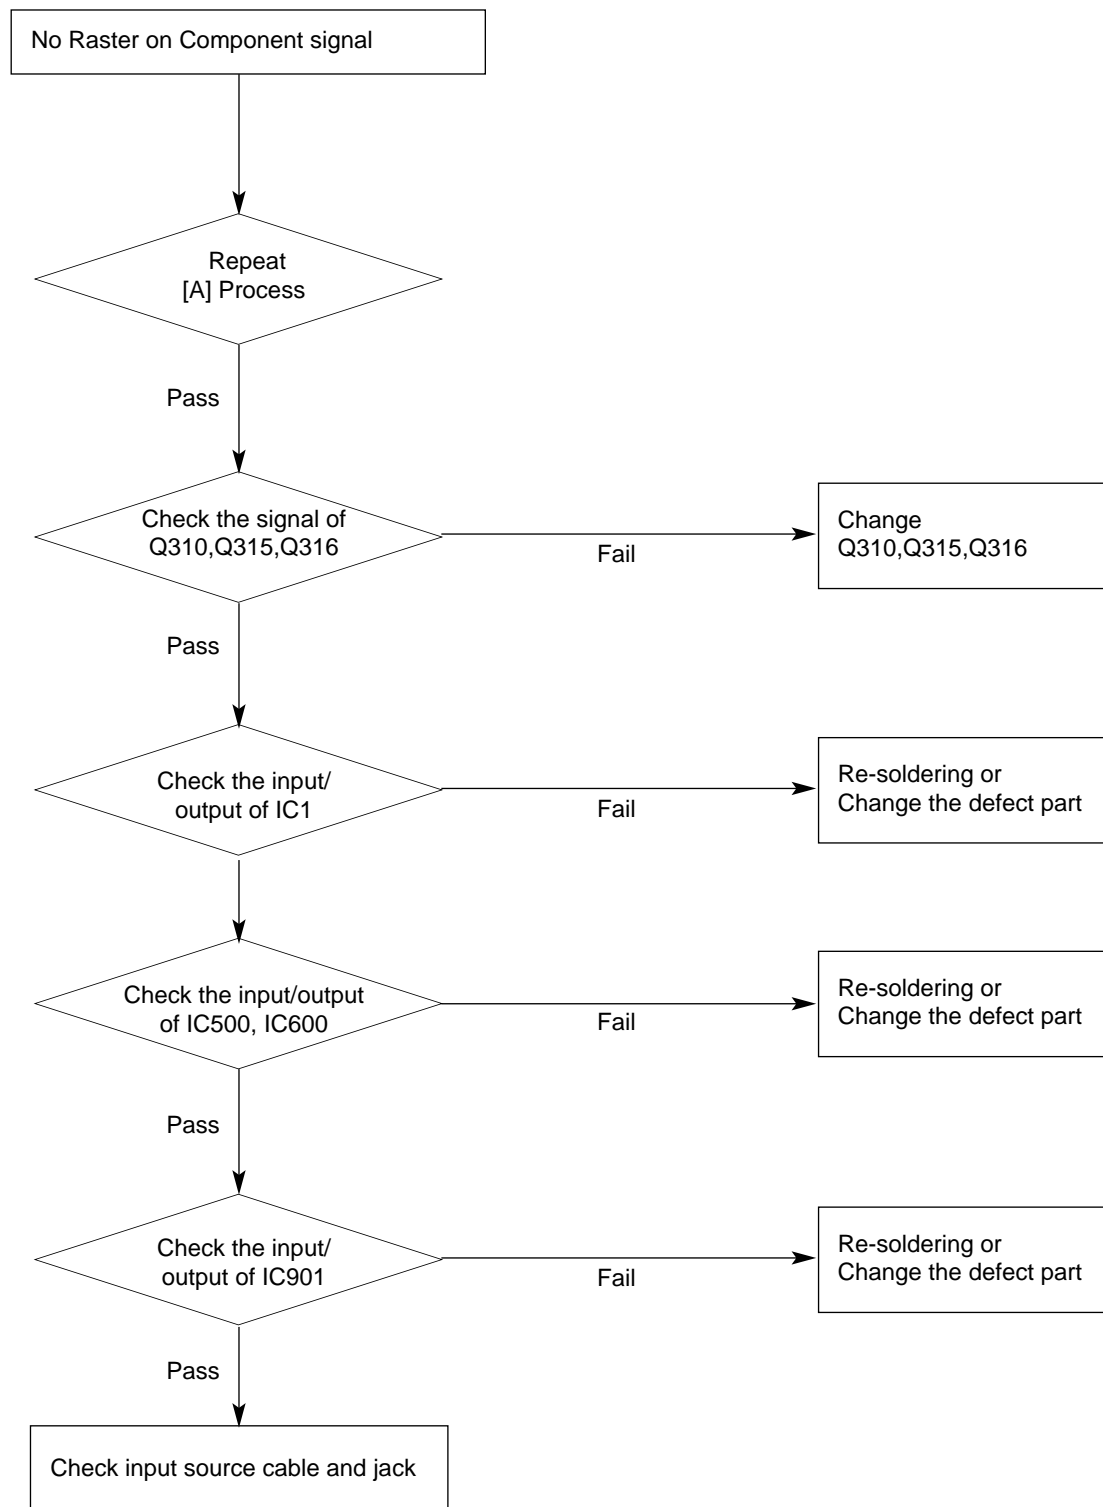 No Raster on Component signal
Repeat
[A] Process
Pass
Check the signal of
Q310,Q315,Q316
Fail
Change
Q310,Q315,Q316
Pass
Check the input/
output of IC1
Fail
Re-soldering or
Change the defect part
Check the input/output
of IC500, IC600
Fail
Re-soldering or
Change the defect part
Pass
Check the input/
output of IC901
Fail
Re-soldering or
Change the defect part
Pass
Check input source cable and jack